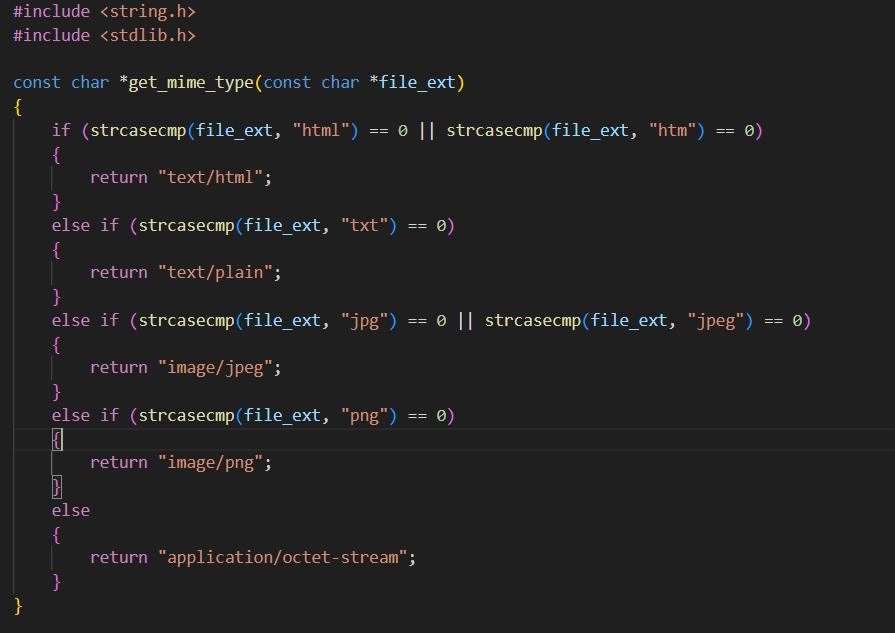 #include <string.h>
#include <stdlib.h>

const char *get_mime_type(const char *file_ext)
{
    if (strcasecmp(file_ext, "html") == 0 || strcasecmp(file_ext, "htm") == 0)
    {
        return "text/html";
    }
    else if (strcasecmp(file_ext, "txt") == 0)
    {
        return "text/plain";
    }
    else if (strcasecmp(file_ext, "jpg") == 0 || strcasecmp(file_ext, "jpeg") == 0)
    {
        return "image/jpeg";
    }
    else if (strcasecmp(file_ext, "png") == 0)
    {
        return "image/png";
    }
    else
    {
        return "application/octet-stream";
    }
}